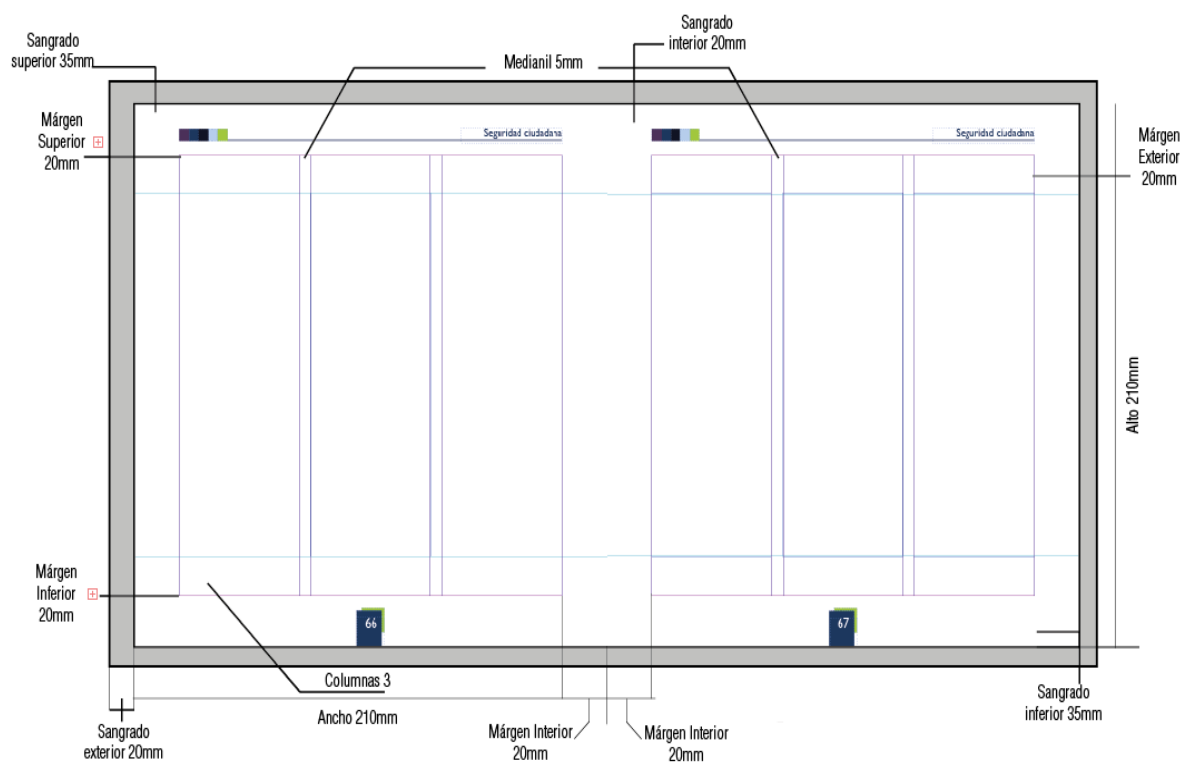 Sangrado
superior 35mm
Sangrado
interior 20mm
Medianil 5mm
Márgen
Superior
20mm
Seguridad ciudadana
Seguridad ciudadana
Márgen
Exterior
20mm
Alto 210mm
Márgen
Inferior
20mm
66
67
Columnas 3
Ancho 210mm
Sangrado
exterior 20mm
Márgen Interior
20mm
Márgen Interior
20mm
Sangrado
inferior 35mm